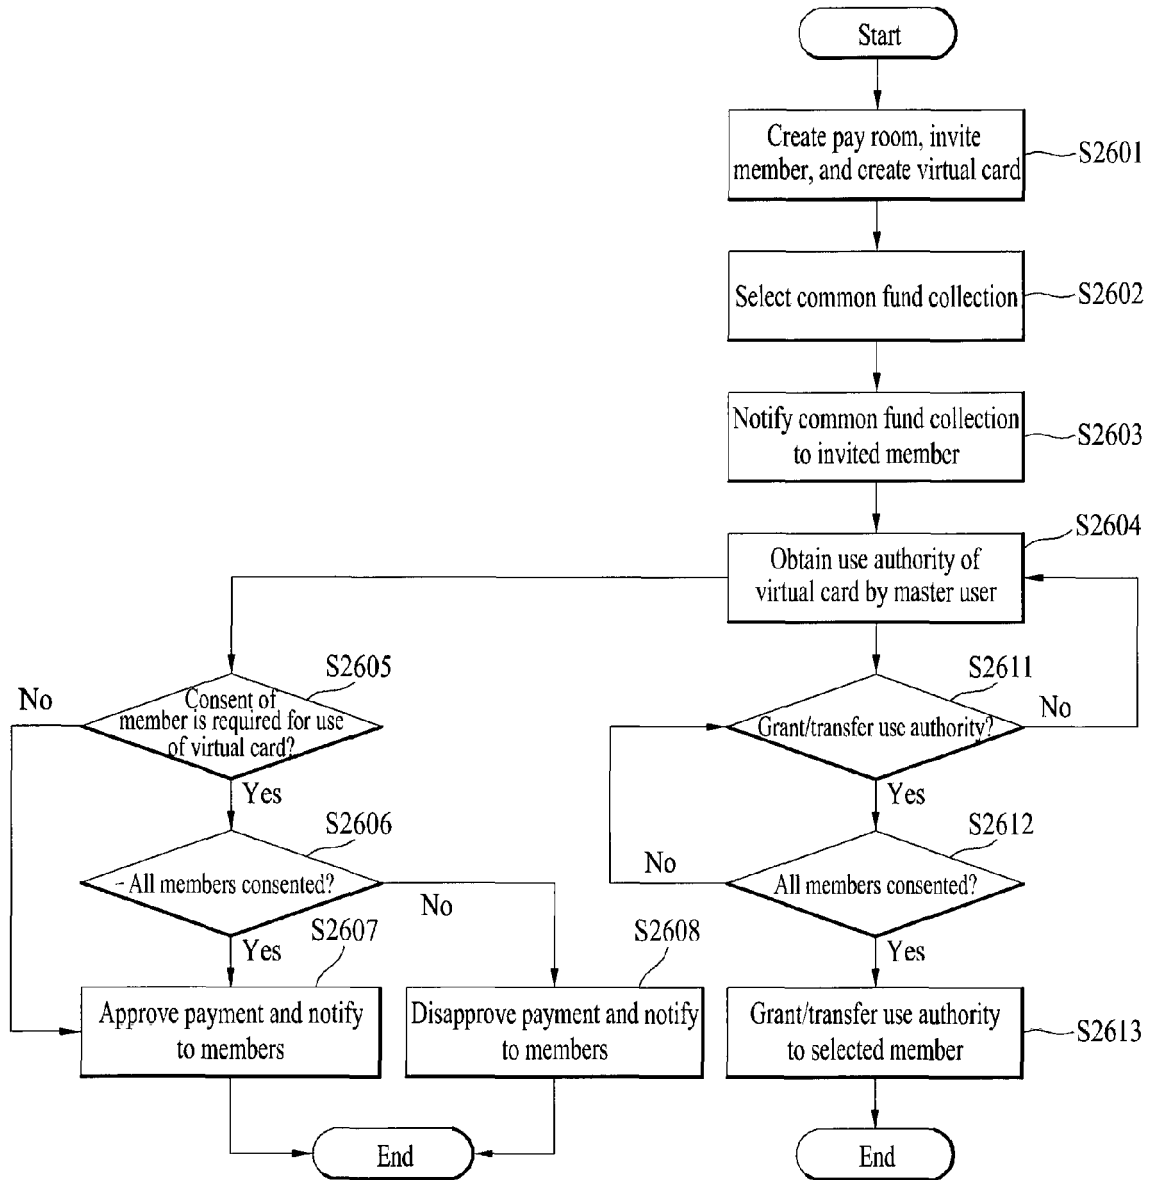 Start
Create pay room, invite
member, and create virtual card
S2601
Select common fund collection
S2602
Notify common fund collection
to invited member
S2603
S2604
Obtain use authority of
virtual card by master user
S2605
No
Consent of
member is required for use
of virtual card?
Yes
S2611
Grant/transfer use authority?
No
Yes
S2606
All members consented?
No
Yes
S2612
No
All members consented?
Yes
S2607
Approve payment and notify
to members
S2608
Disapprove payment and notify
to members
Grant/transfer use authority
to selected member
S2613
End
End